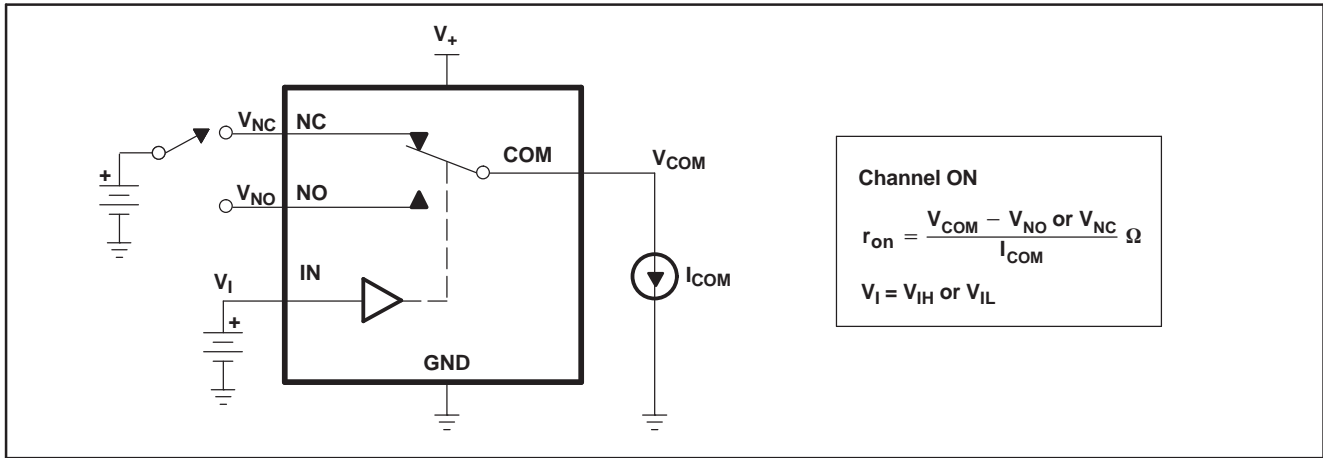 V+
VNC NC
COM
VCOM
VNO NO
+
VI IN
+
ICOM
GND
Channel ON
ron = VCOM − VNO or VNC / ICOM Ω
VI = VIH or VIL